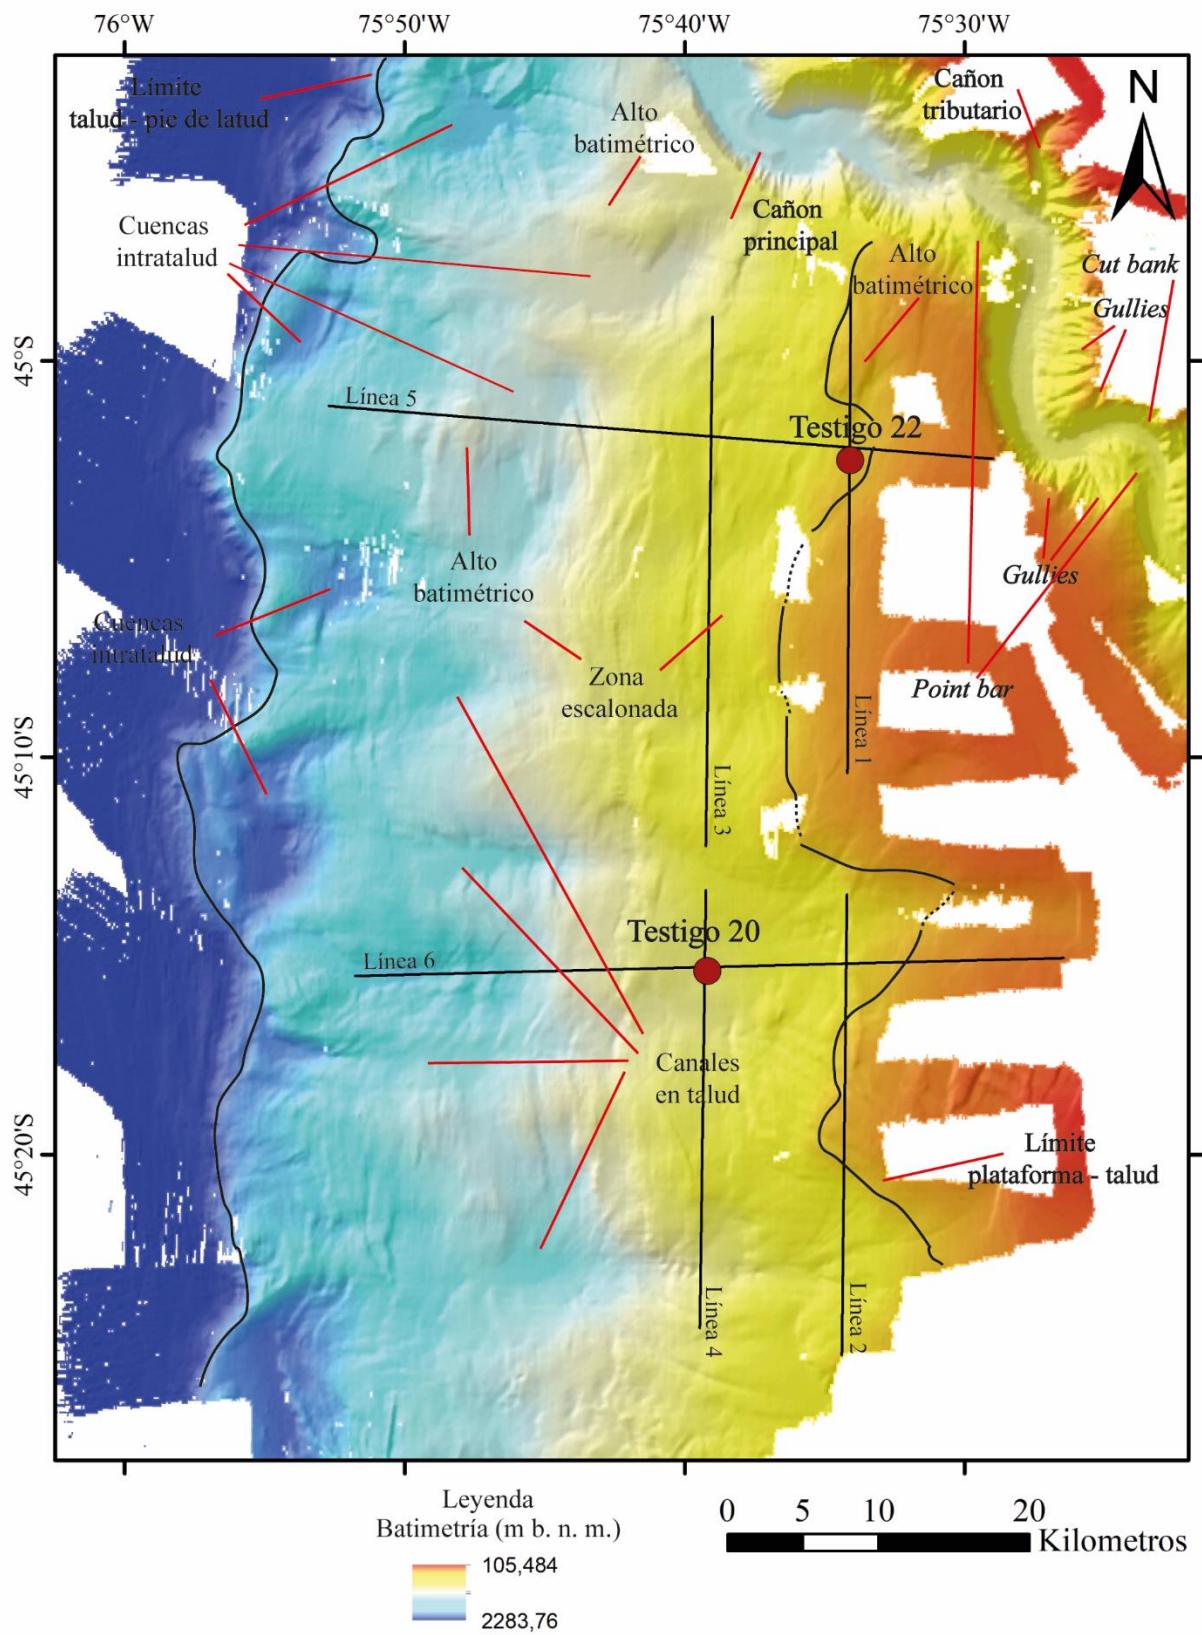 76°W
75°50'W
75°40'W
75°30'W
Límite
talud - pie de latud
Alto
batimétrico
Cañon
tributario
N
Cuencas
intratalud
Cañon
principal
Alto
batimétrico
Cut bank
Gullies
45°S
Línea 5
Testigo 22
Alto
batimétrico
Gullies
Cuencas
intratalud
Zona
escalonada
Point bar
Línea 1
45°10'S
Línea 3
Testigo 20
Línea 6
Canales
en talud
45°20'S
Límite
plataforma - talud
Línea 4
Línea 2
Leyenda
Batimetría (m b. n. m.)
105,484
2283,76
0 5 10 20
Kilometros